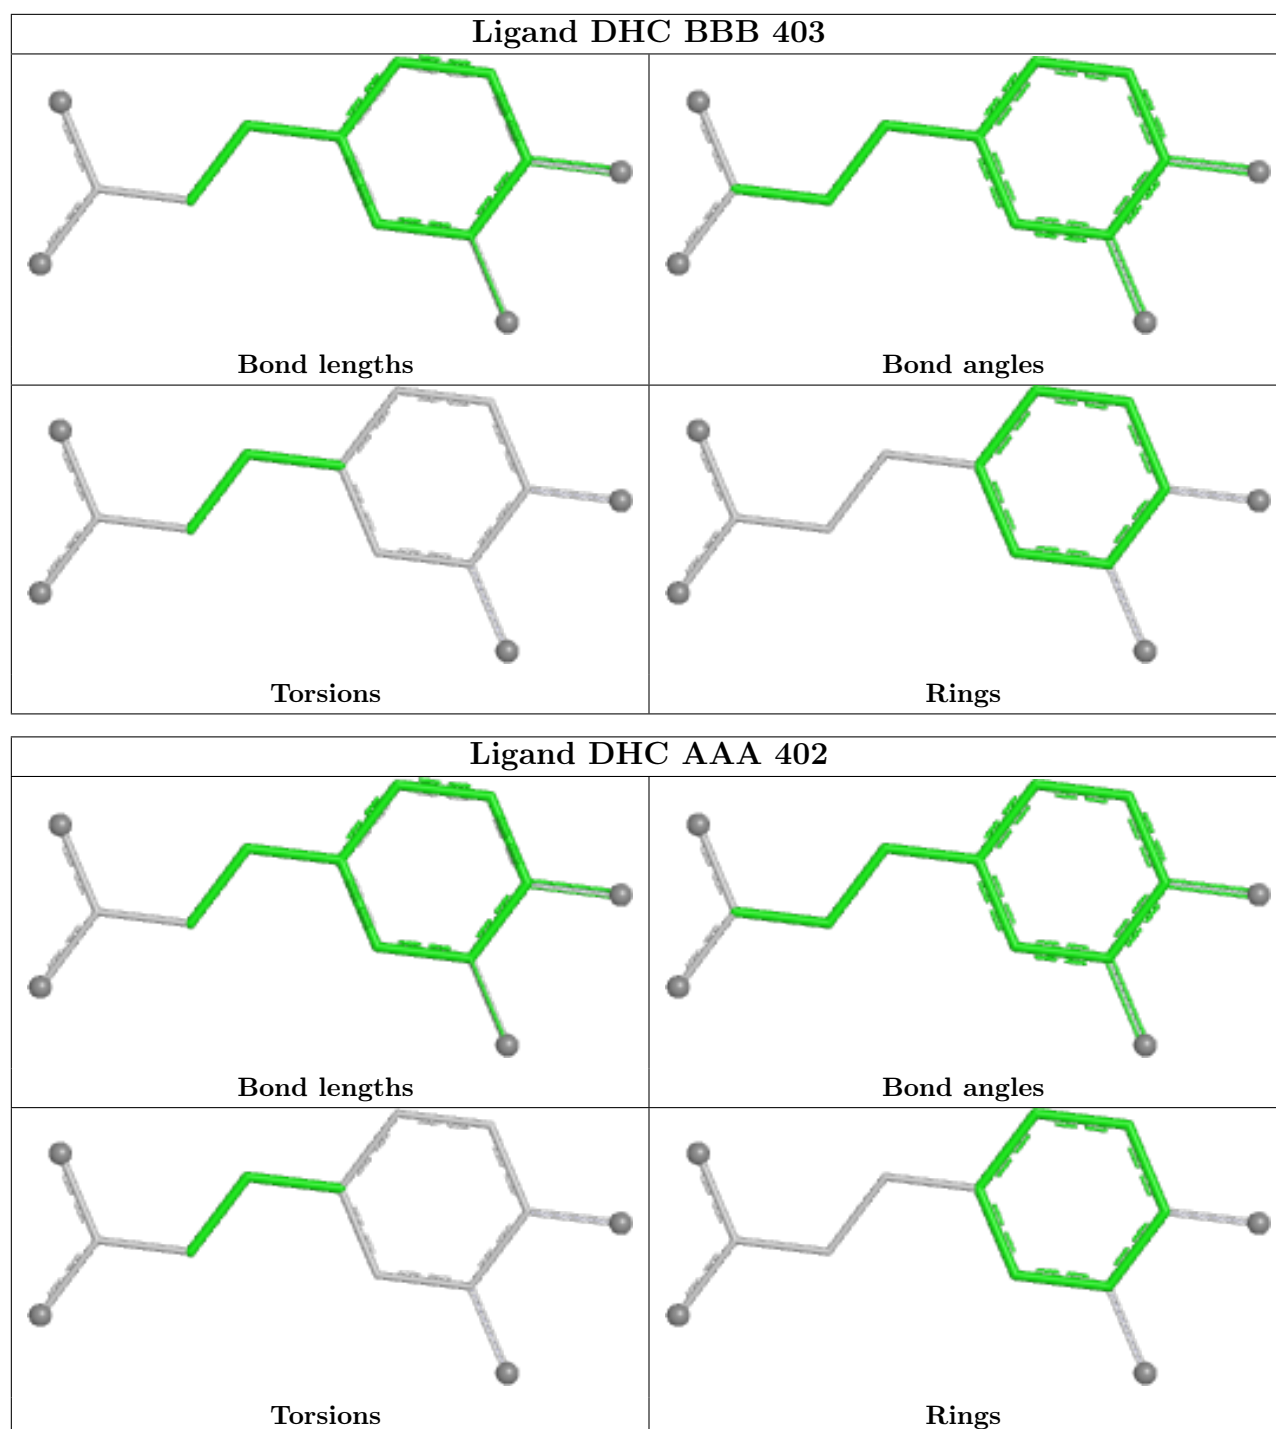 Ligand DHC BBB 403
Bond lengths
Bond angles
Torsions
Rings
Ligand DHC AAA 402
Bond lengths
Bond angles
Torsions
Rings